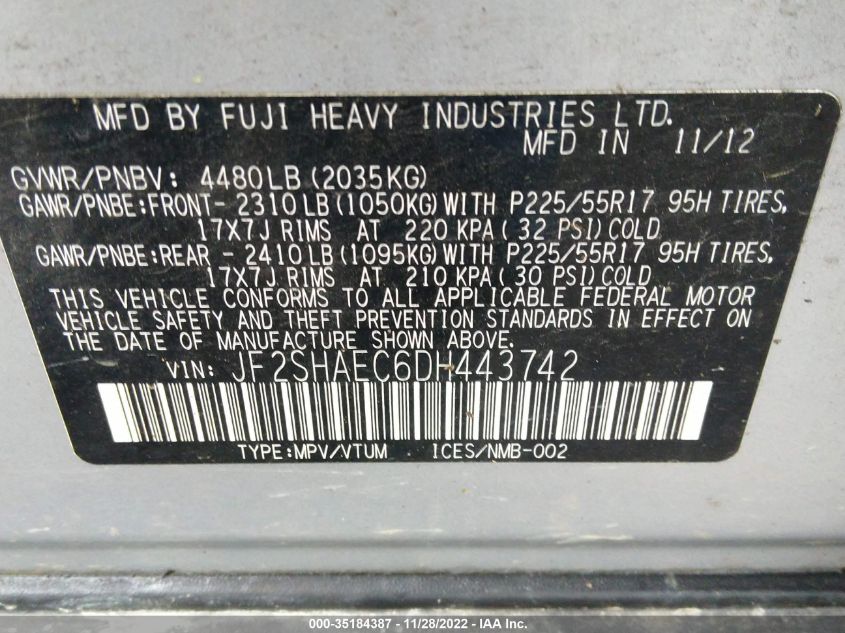 MFD BY FUJI HEAVY INDUSTRIES LTD.
MFD IN 11/12
GVWR/PNBV: 4480LB(2035KG)
GAWR/PNBE:FRONT- 2310LB(1050KG)WITH P225/55R17 95H TIRES,
17X7J RIMS AT 220 KPA( 32 PSI)COLD
GAWR/PNBE:REAR - 2410LB(1095KG)WITH P225/55R17 95H TIRES,
17X7J RIMS AT 210 KPA( 30 PSI)COLD
THIS VEHICLE CONFORMS TO ALL APPLICABLE FEDERAL MOTOR
VEHICLE SAFETY AND THEFT PREVENTION STANDARDS IN EFFECT ON
THE DATE OF MANUFACTURE SHOWN ABOVE.
VIN: JF2SHAEC6DH443742
TYPE:MPV/VTUM ICES/NMB-002
000-35184387 - 11/28/2022 - IAA Inc.